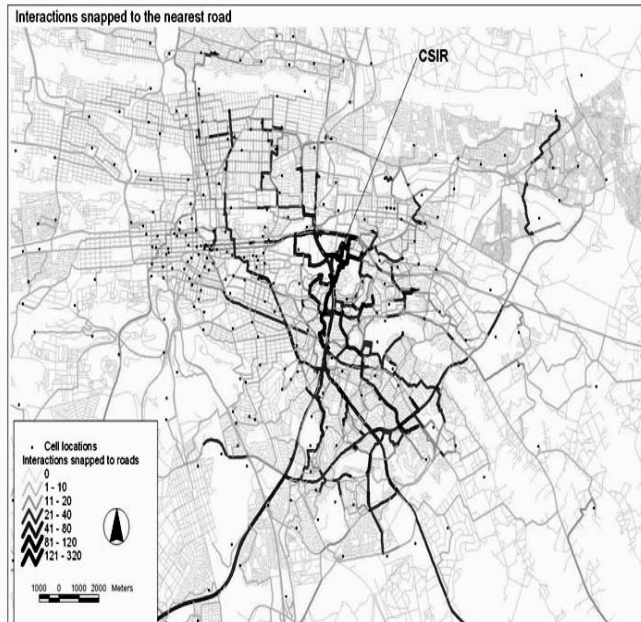 Interactions snapped to the nearest road
CSIR
Cell locations
Interactions snapped to roads
0
1 - 10
11 - 20
21 - 40
41 - 80
81 - 120
121 - 320
1000 0 1000 2000 Meters